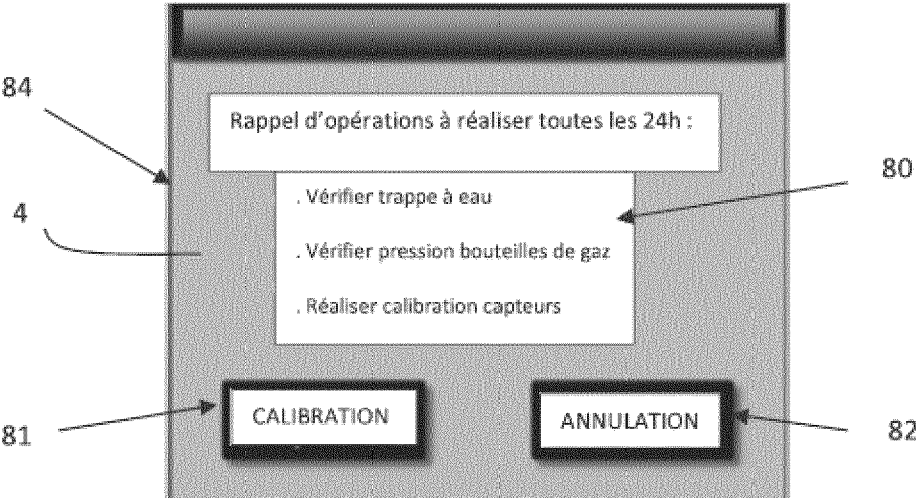 84
Rappel d'opérations à réaliser toutes les 24h :
80
. Vérifier trappe à eau
4
. Vérifier pression bouteilles de gaz
. Réaliser calibration capteurs
CALIBRATION
ANNULATION
81
82